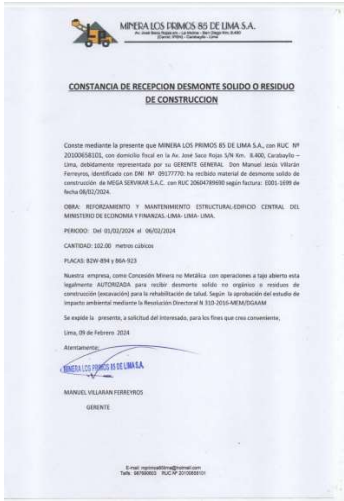 MINERA LOS PRIMOS 85 DE LIMA S.A.
CONSTANCIA DE RECEPCION DESMONTE SOLIDO O RESIDUO
DE CONSTRUCCION
Conste mediante la presente que MINERA LOS PRIMOS 85 DE LIMA S.A., con RUC Nº
20100658101, con domicilio fiscal en la Av. José Saco Rojas S/N Km. 8.400, Carabayllo –
Lima, debidamente representada por su GERENTE GENERAL Don Manuel Jesús Villarán
Ferreyros, identificado con DNI Nº 09177770: ha recibido material de desmonte solido de
construcción de MEGA SERVIKAR S.A.C. con RUC 20604789690 según factura: E001-1699 de
fecha 08/02/2024.
OBRA: REFORZAMIENTO Y MANTENIMIENTO ESTRUCTURAL-EDIFICIO CENTRAL DEL
MINISTERIO DE ECONOMIA Y FINANZAS.-LIMA- LIMA- LIMA.
PERIODO: Del 01/02/2024 al 06/02/2024
CANTIDAD: 102.00 metros cúbicos
PLACAS: B2W-894 y
Nuestra empresa, como Concesión Minera no Metálica con operaciones a tajo abierto esta
legalmente AUTORIZADA para recibir desmonte solido no orgánico o residuos de
construcción (excavación) para la rehabilitación de talud. Según la aprobación del estudio de
impacto ambiental mediante la Resolución Directoral N 310-2016-MEM/DGAAM
Se expide la presente, a solicitud del interesado, para los fines que crea conveniente,
Lima, 09 de Febrero 2024
Atentamente:
MINERA LOS PRIMOS 85 DE LIMA S.A.
MANUEL VILLARAN FERREYROS
GERENTE